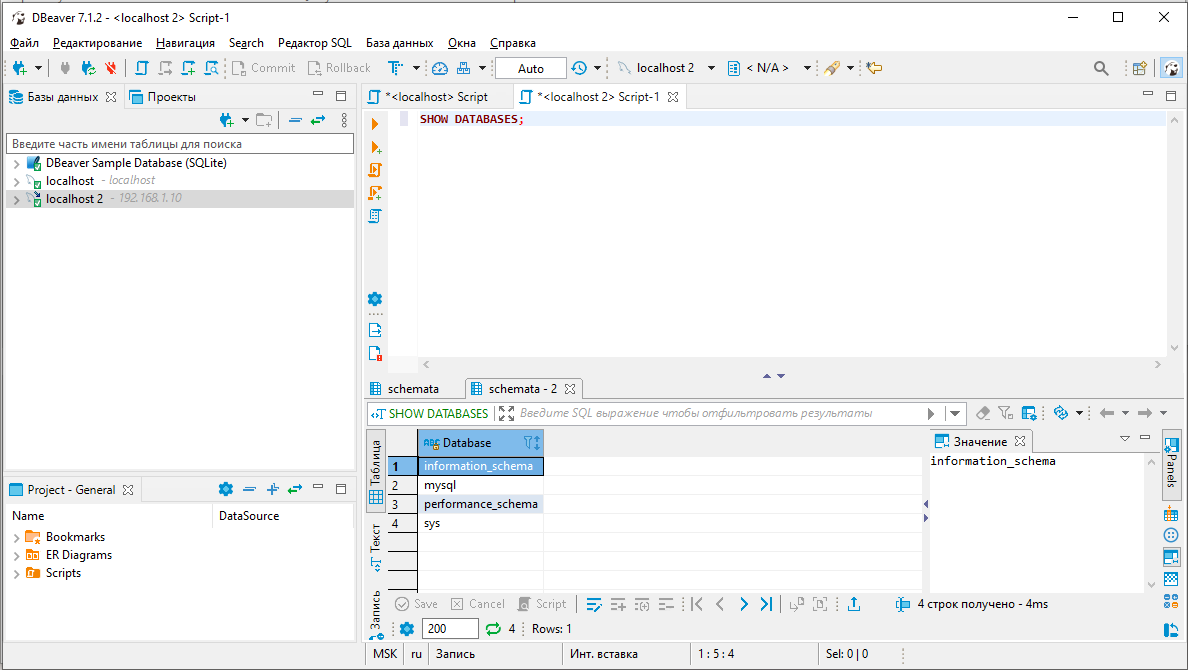 DBeaver 7.1.2 - <localhost 2> Script-1
Файл Редактирование Навигация Search Редактор SQL База данных Окна Справка
Commit Rollback Auto localhost 2 < N/A >
Базы данных Проекты
Введите часть имени таблицы для поиска
DBeaver Sample Database (SQLite)
localhost - localhost
localhost 2 - 192.168.1.10
Project - General
Name DataSource
Bookmarks
ER Diagrams
Scripts
*<localhost> Script *<localhost 2> Script-1
SHOW DATABASES;
schemata schemata - 2
SHOW DATABASES Введите SQL выражение чтобы отфильтровать результаты
Таблица
Текст
Запись
ABC Database
1 information_schema
2 mysql
3 performance_schema
4 sys
Значение
information_schema
Panels
Save Cancel Script 4 строк получено - 4ms
200 4 Rows: 1
MSK ru Запись Инт. вставка 1 : 5 : 4 Sel: 0 | 0